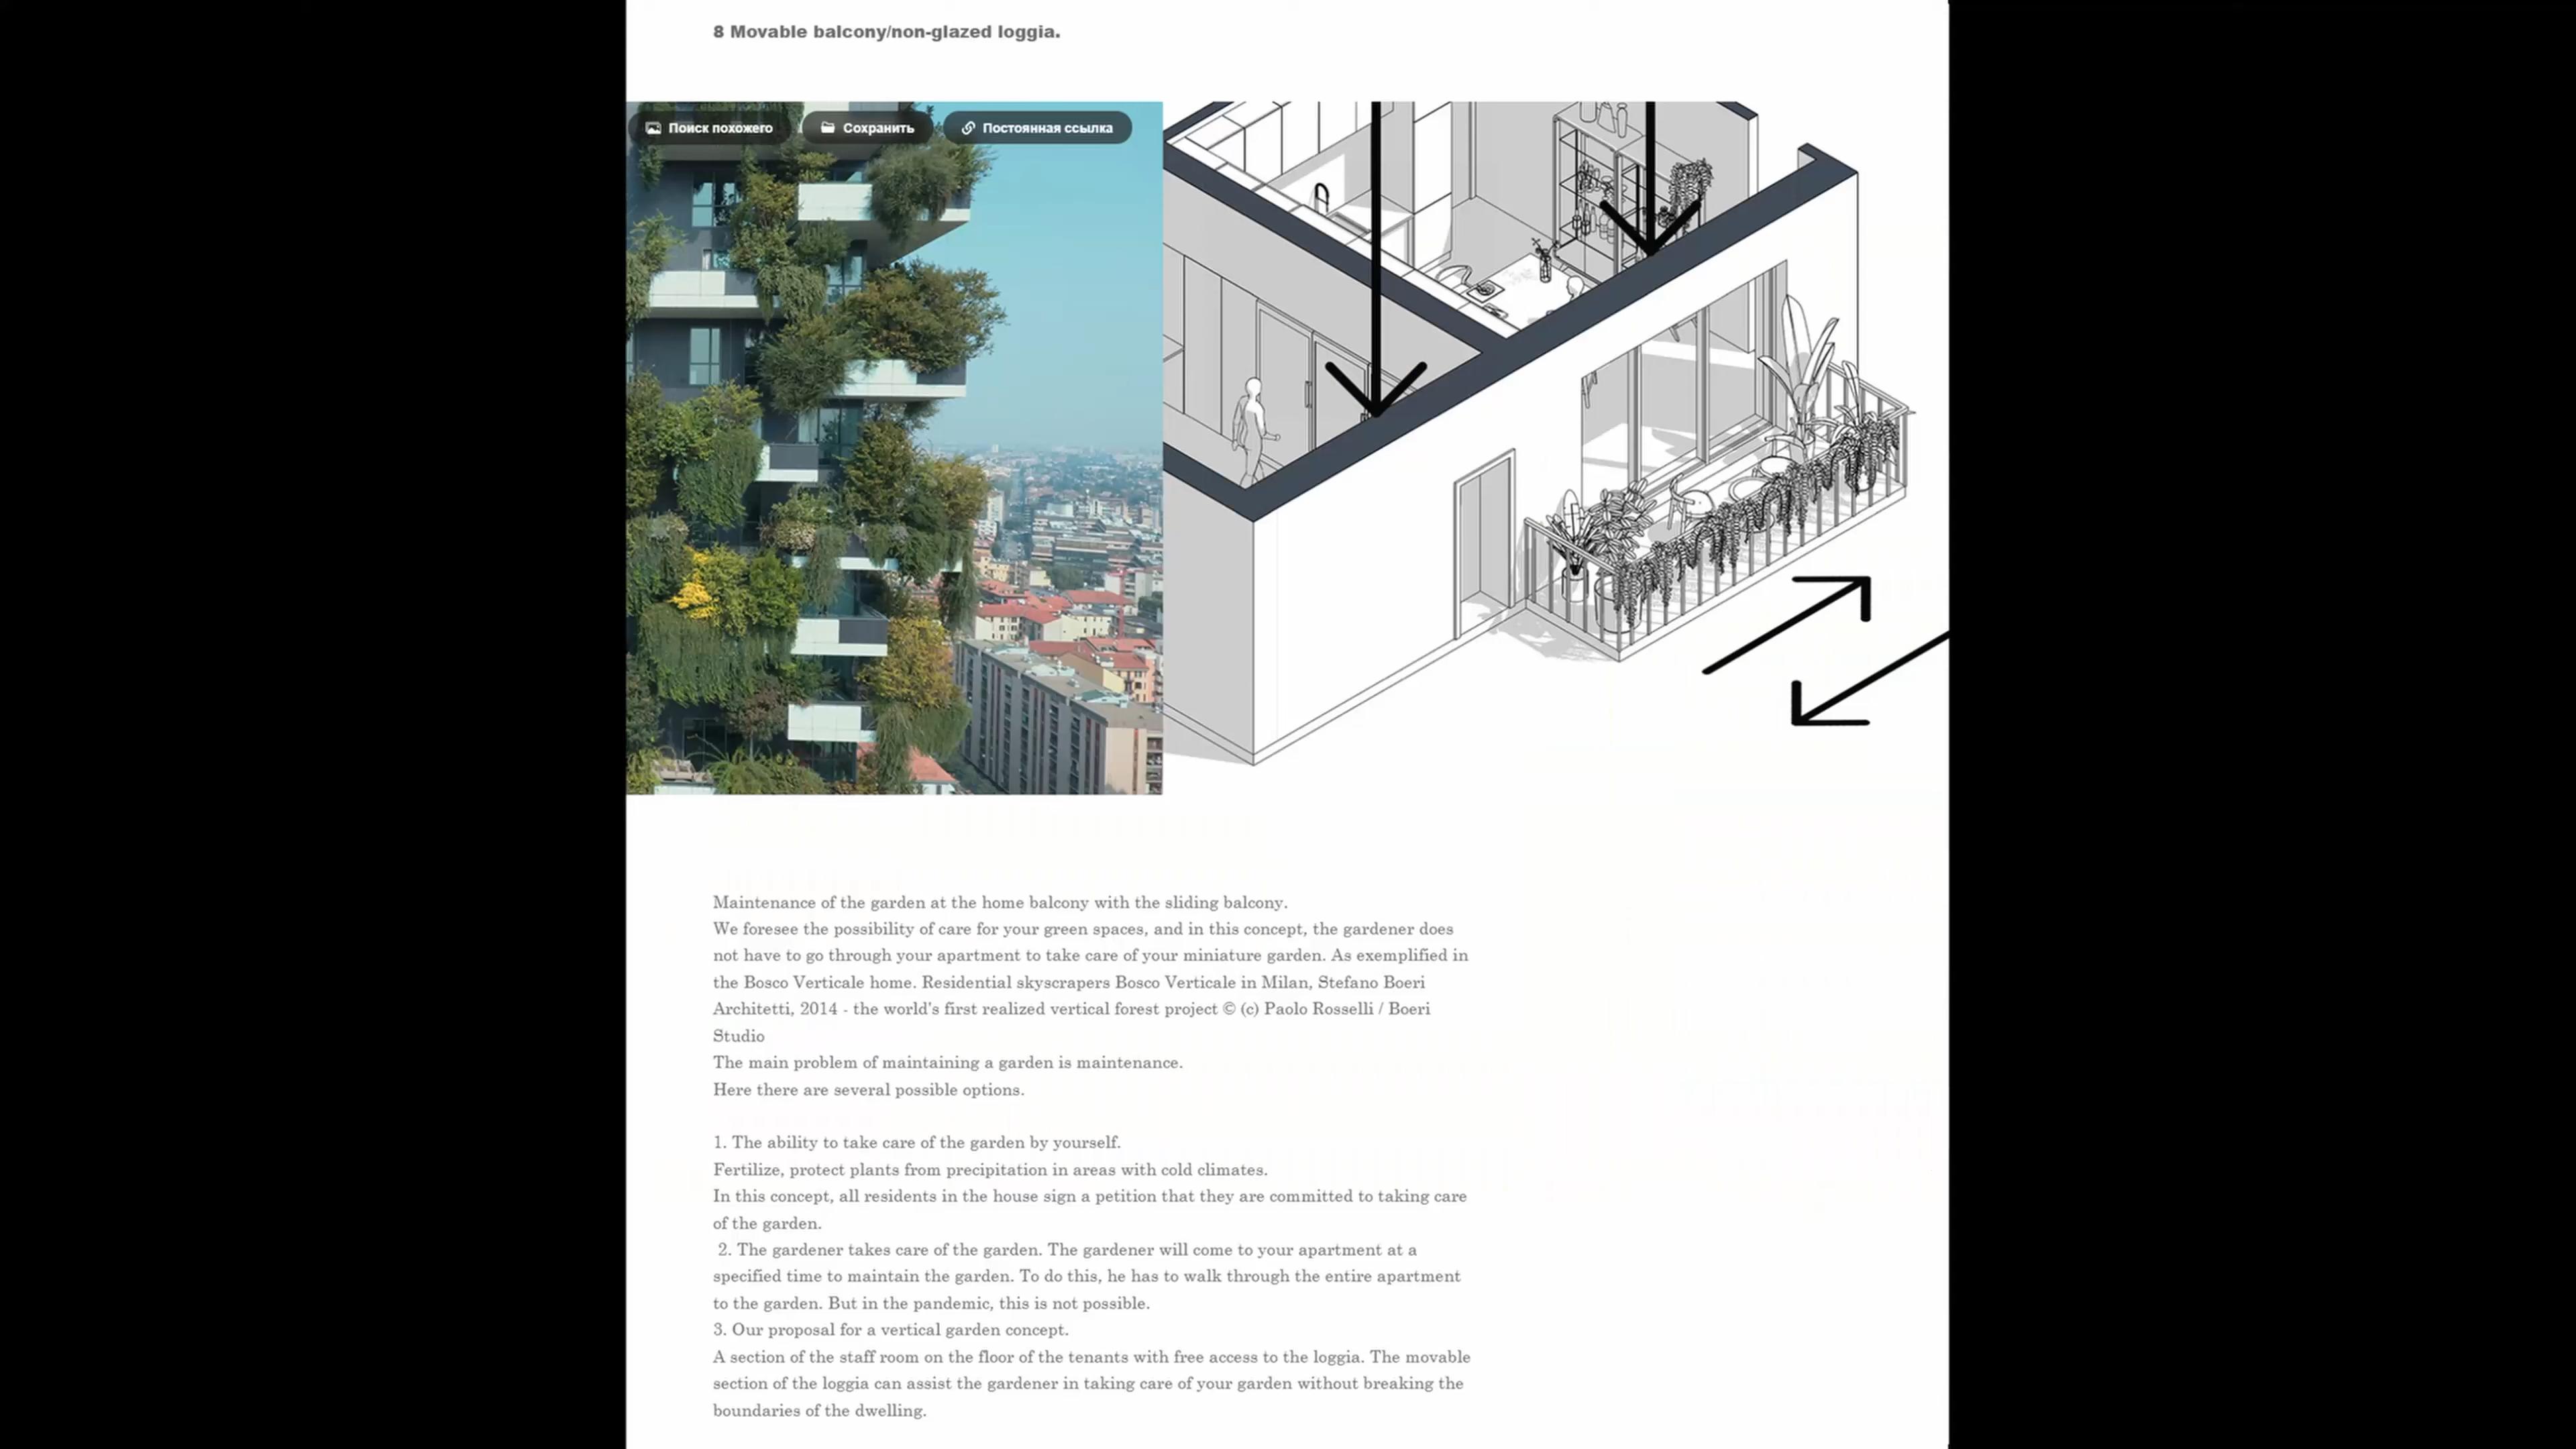 8 Movable balcony/non-glazed loggia.
Поиск похожего
Сохранить
Постоянная ссылка
Maintenance of the garden at the home balcony with the sliding balcony.
We foresee the possibility of care for your green spaces, and in this concept, the gardener does
not have to go through your apartment to take care of your miniature garden. As exemplified in
the Bosco Verticale home. Residential skyscrapers Bosco Verticale in Milan, Stefano Boeri
Architetti, 2014 - the world's first realized vertical forest project © (c) Paolo Rosselli / Boeri
Studio
The main problem of maintaining a garden is maintenance.
Here there are several possible options.
1. The ability to take care of the garden by yourself.
Fertilize, protect plants from precipitation in areas with cold climates.
In this concept, all residents in the house sign a petition that they are committed to taking care
of the garden.
2. The gardener takes care of the garden. The gardener will come to your apartment at a
specified time to maintain the garden. To do this, he has to walk through the entire apartment
to the garden. But in the pandemic, this is not possible.
3. Our proposal for a vertical garden concept.
A section of the staff room on the floor of the tenants with free access to the loggia. The movable
section of the loggia can assist the gardener in taking care of your garden without breaking the
boundaries of the dwelling.